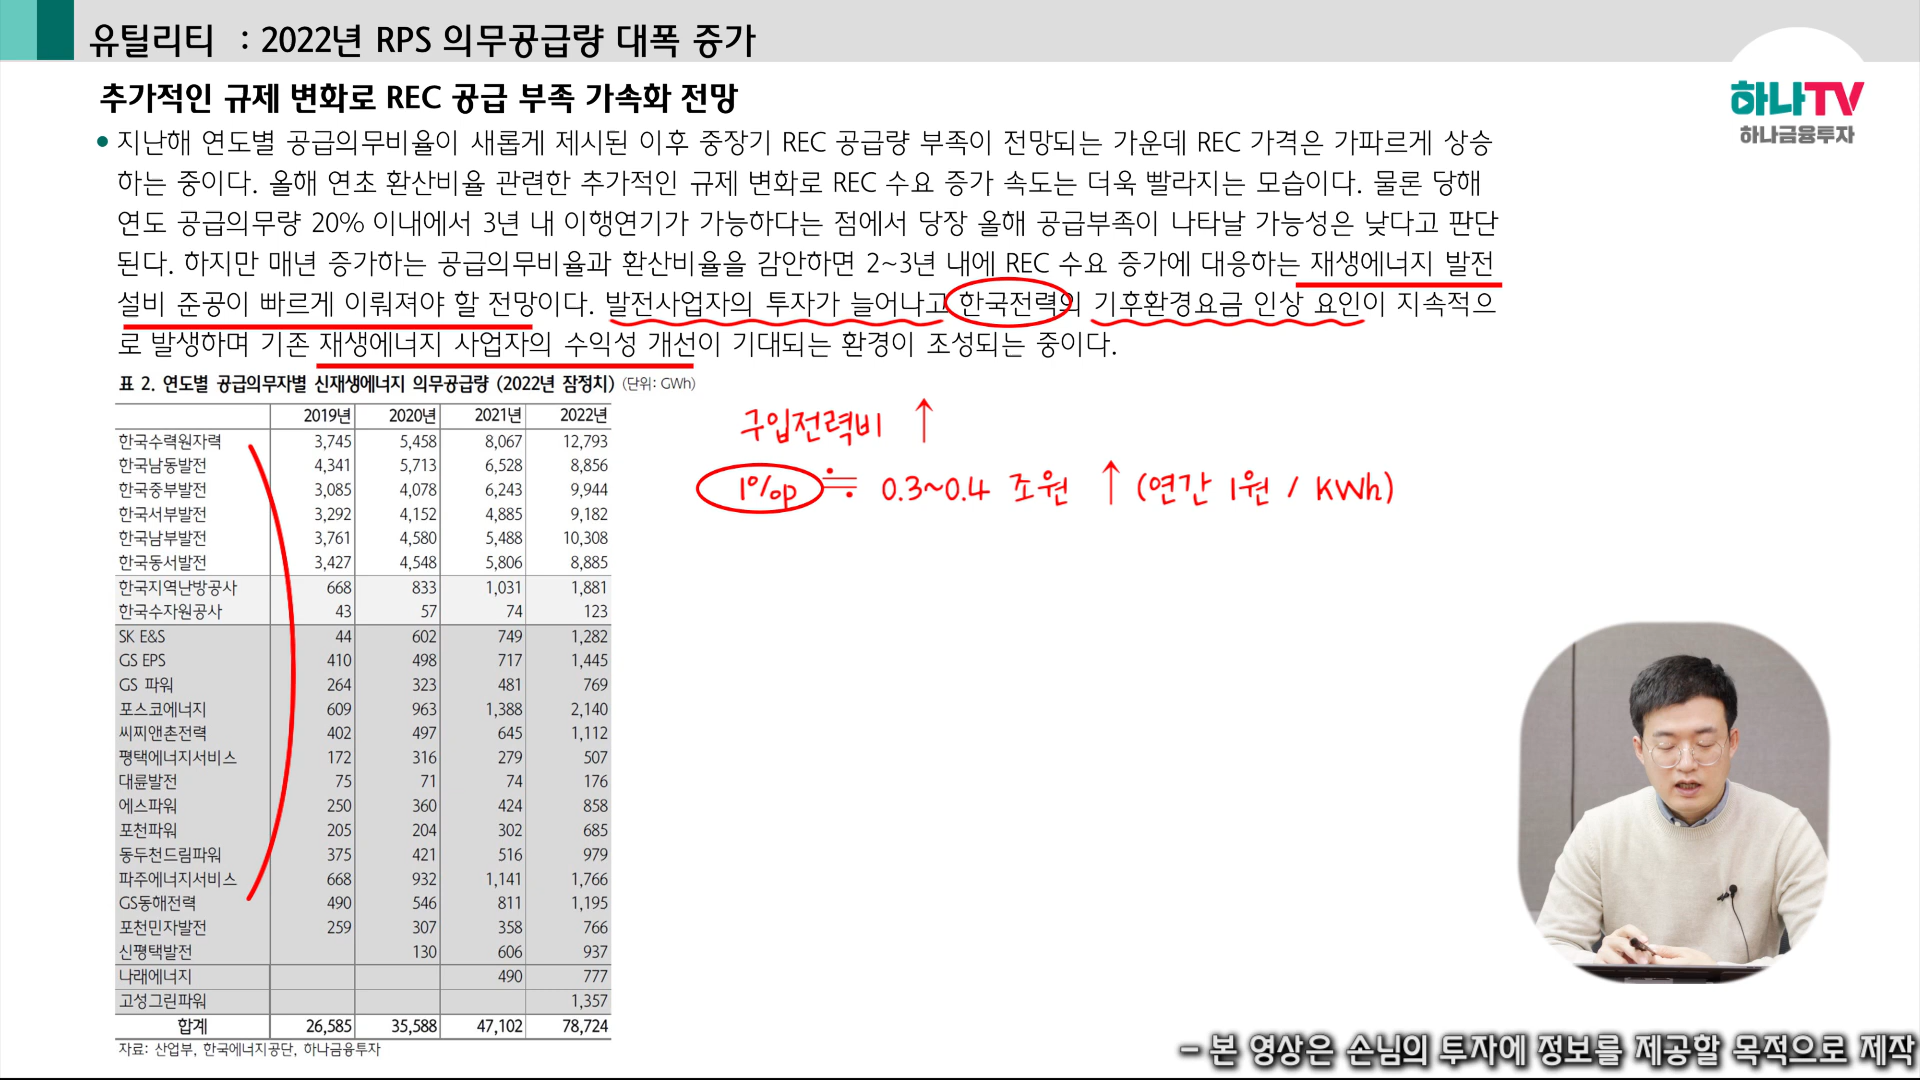 유틸리티 : 2022년 RPS 의무공급량 대폭 증가
하나TV
하나금융투자
추가적인 규제 변화로 REC 공급 부족 가속화 전망
• 지난해 연도별 공급의무비율이 새롭게 제시된 이후 중장기 REC 공급량 부족이 전망되는 가운데 REC 가격은 가파르게 상승
하는 중이다. 올해 연초 환산비율 관련한 추가적인 규제 변화로 REC 수요 증가 속도는 더욱 빨라지는 모습이다. 물론 당해
연도 공급의무량 20% 이내에서 3년 내 이행연기가 가능하다는 점에서 당장 올해 공급부족이 나타날 가능성은 낮다고 판단
된다. 하지만 매년 증가하는 공급의무비율과 환산비율을 감안하면 2~3년 내에 REC 수요 증가에 대응하는 재생에너지 발전
설비 준공이 빠르게 이뤄져야 할 전망이다. 발전사업자의 투자가 늘어나고 한국전력의 기후환경요금 인상 요인이 지속적으
로 발생하며 기존 재생에너지 사업자의 수익성 개선이 기대되는 환경이 조성되는 중이다.
표 2. 연도별 공급의무자별 신재생에너지 의무공급량 (2022년 잠정치) (단위: GWh)
2019년 2020년 2021년 2022년
한국수력원자력 3,745 5,458 8,067 12,793
한국남동발전 4,341 5,713 6,528 8,856
한국중부발전 3,085 4,078 6,243 9,944
한국서부발전 3,292 4,152 4,885 9,182
한국남부발전 3,761 4,580 5,488 10,308
한국동서발전 3,427 4,548 5,806 8,885
한국지역난방공사 668 833 1,031 1,881
한국수자원공사 43 57 74 123
SK E&S 44 602 749 1,282
GS EPS 410 498 717 1,445
GS 파워 264 323 481 769
포스코에너지 609 963 1,388 2,140
씨찌앤촌전력 402 497 645 1,112
평택에너지서비스 172 316 279 507
대륜발전 75 71 74 176
에스파워 250 360 424 858
포천파워 205 204 302 685
동두천드림파워 375 421 516 979
파주에너지서비스 668 932 1,141 1,766
GS동해전력 490 546 811 1,195
포천민자발전 259 307 358 766
신평택발전 130 606 937
나래에너지 490 777
고성그린파워 1,357
합계 26,585 35,588 47,102 78,724
자료: 산업부, 한국에너지공단, 하나금융투자
구입전력비 ↑
1%p ≒ 0.3~0.4 조원 ↑ (연간 1원 / KWh)
- 본 영상은 손님의 투자에 정보를 제공할 목적으로 제작